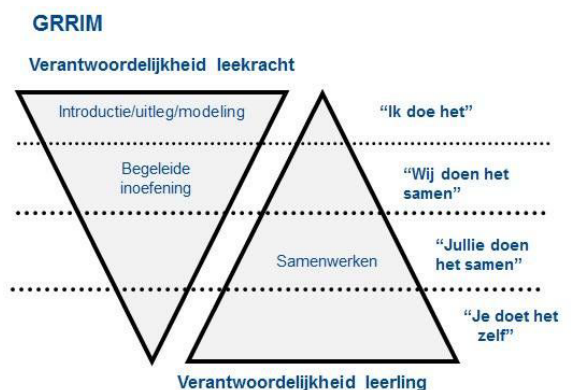 GRRIM
Verantwoordelijkheid leekracht
Introductie/uitleg/modeling
“Ik doe het”
Begeleide
inoefening
“Wij doen het
samen”
Samenwerken
“Jullie doen
het samen”
“Je doet het
zelf”
Verantwoordelijkheid leerling